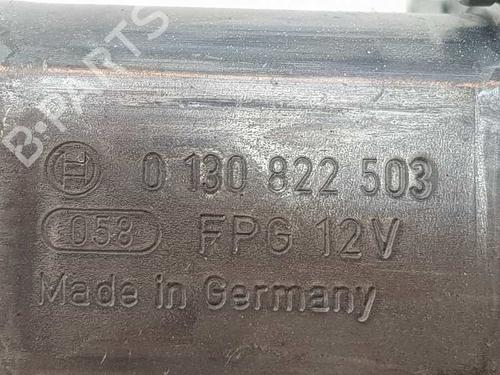 B-PARTS
0 130 822 503
058 FPG 12V
Made in Germany